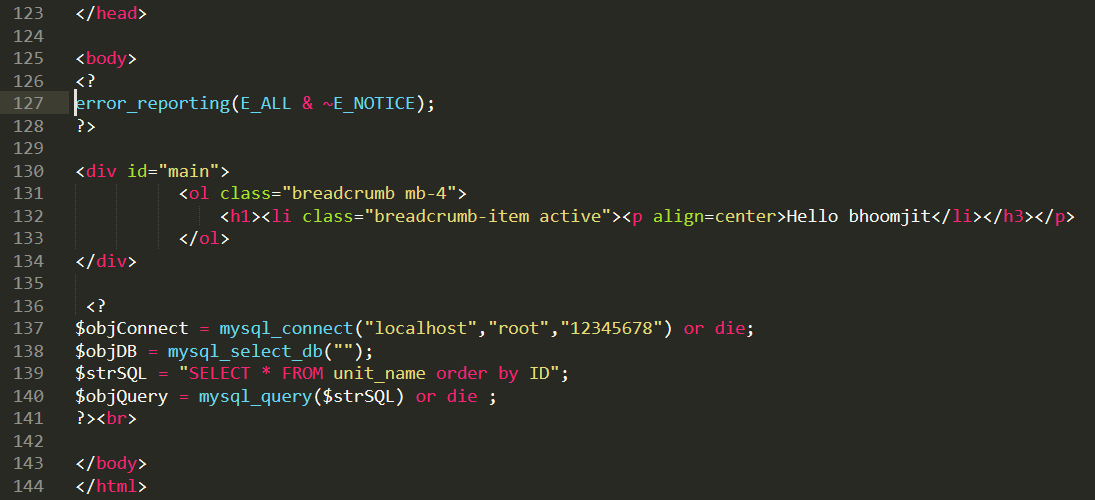 123 </head>
124
125 <body>
126 <?
127 error_reporting(E_ALL & ~E_NOTICE);
128 ?>
129
130 <div id="main">
131 <ol class="breadcrumb mb-4">
132 <h1><li class="breadcrumb-item active"><p align=center>Hello bhoomjit</li></h3></p>
133 </ol>
134 </div>
135
136 <?
137 $objConnect = mysql_connect("localhost","root","12345678") or die;
138 $objDB = mysql_select_db("");
139 $strSQL = "SELECT * FROM unit_name order by ID";
140 $objQuery = mysql_query($strSQL) or die ;
141 ?><br>
142
143 </body>
144 </html>